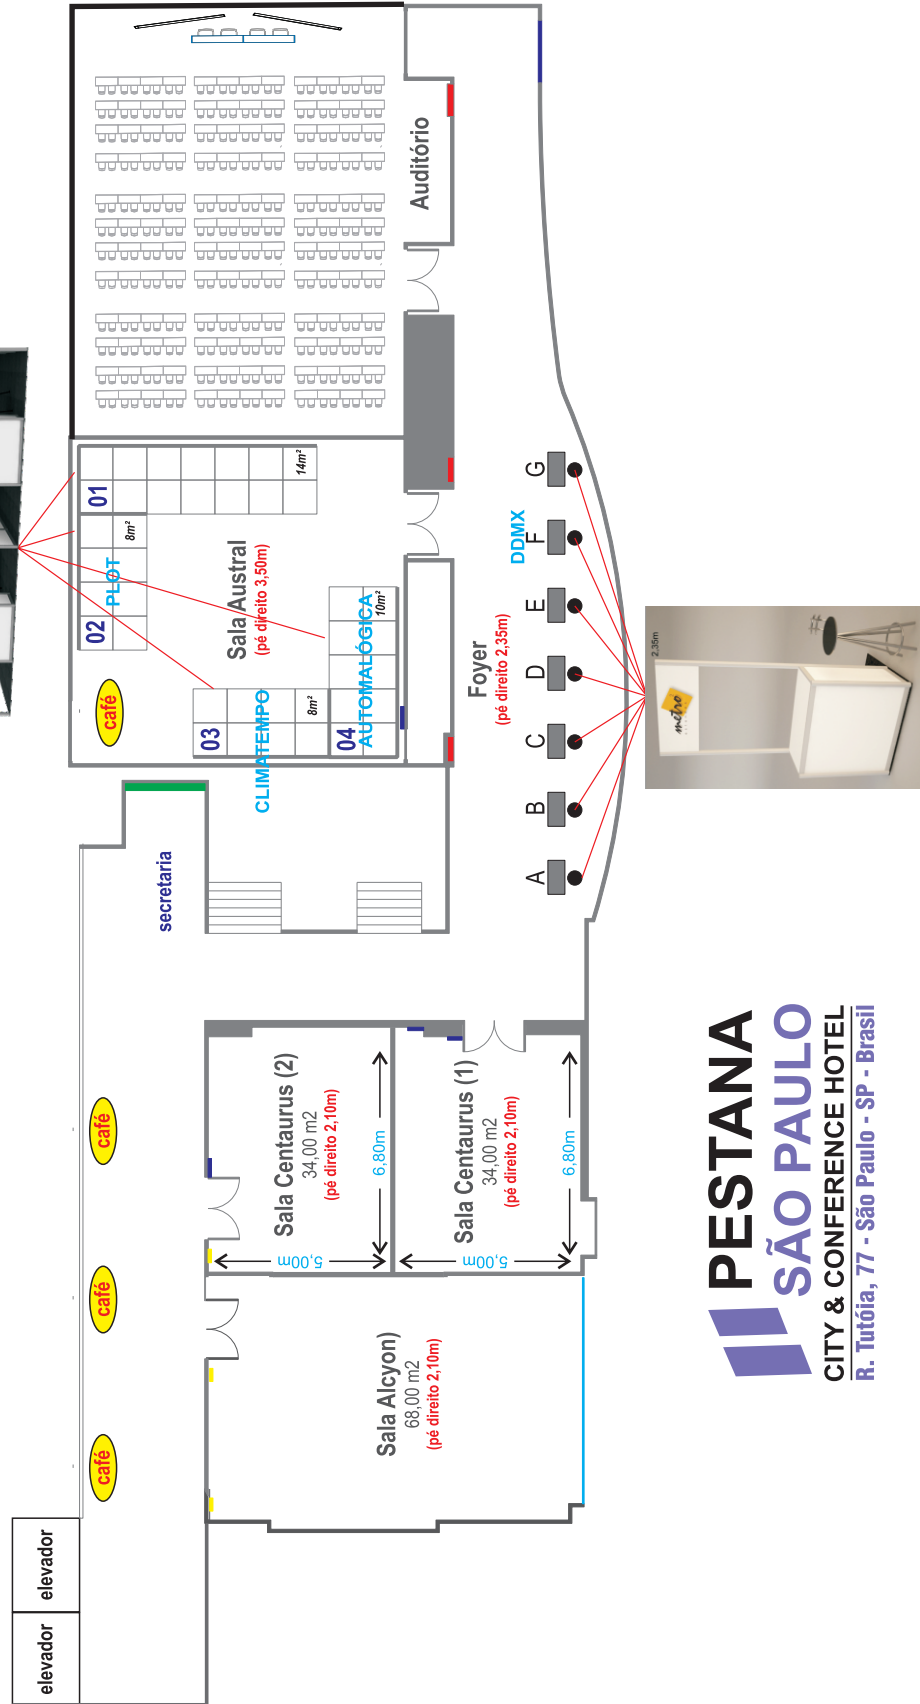 elevador
elevador
café
café
café
secretaria
café
Sala Alcyon)
68,00 m2
(pé direito 2,10m)
Sala Centaurus (2)
34,00 m2
(pé direito 2,10m)
6,80m
5,00m
Sala Centaurus (1)
34,00 m2
(pé direito 2,10m)
6,80m
5,00m
Sala Austral
(pé direito 3,50m)
01
14m²
02
8m²
PLOT
03
8m²
CLIMATEMPO
04
10m²
AUTOMALÓGICA
Auditório
Foyer
(pé direito 2,35m)
DDMX
A
B
C
D
E
F
G
2,35m
metro
PESTANA
SÃO PAULO
CITY & CONFERENCE HOTEL
R. Tutóia, 77 - São Paulo - SP - Brasil